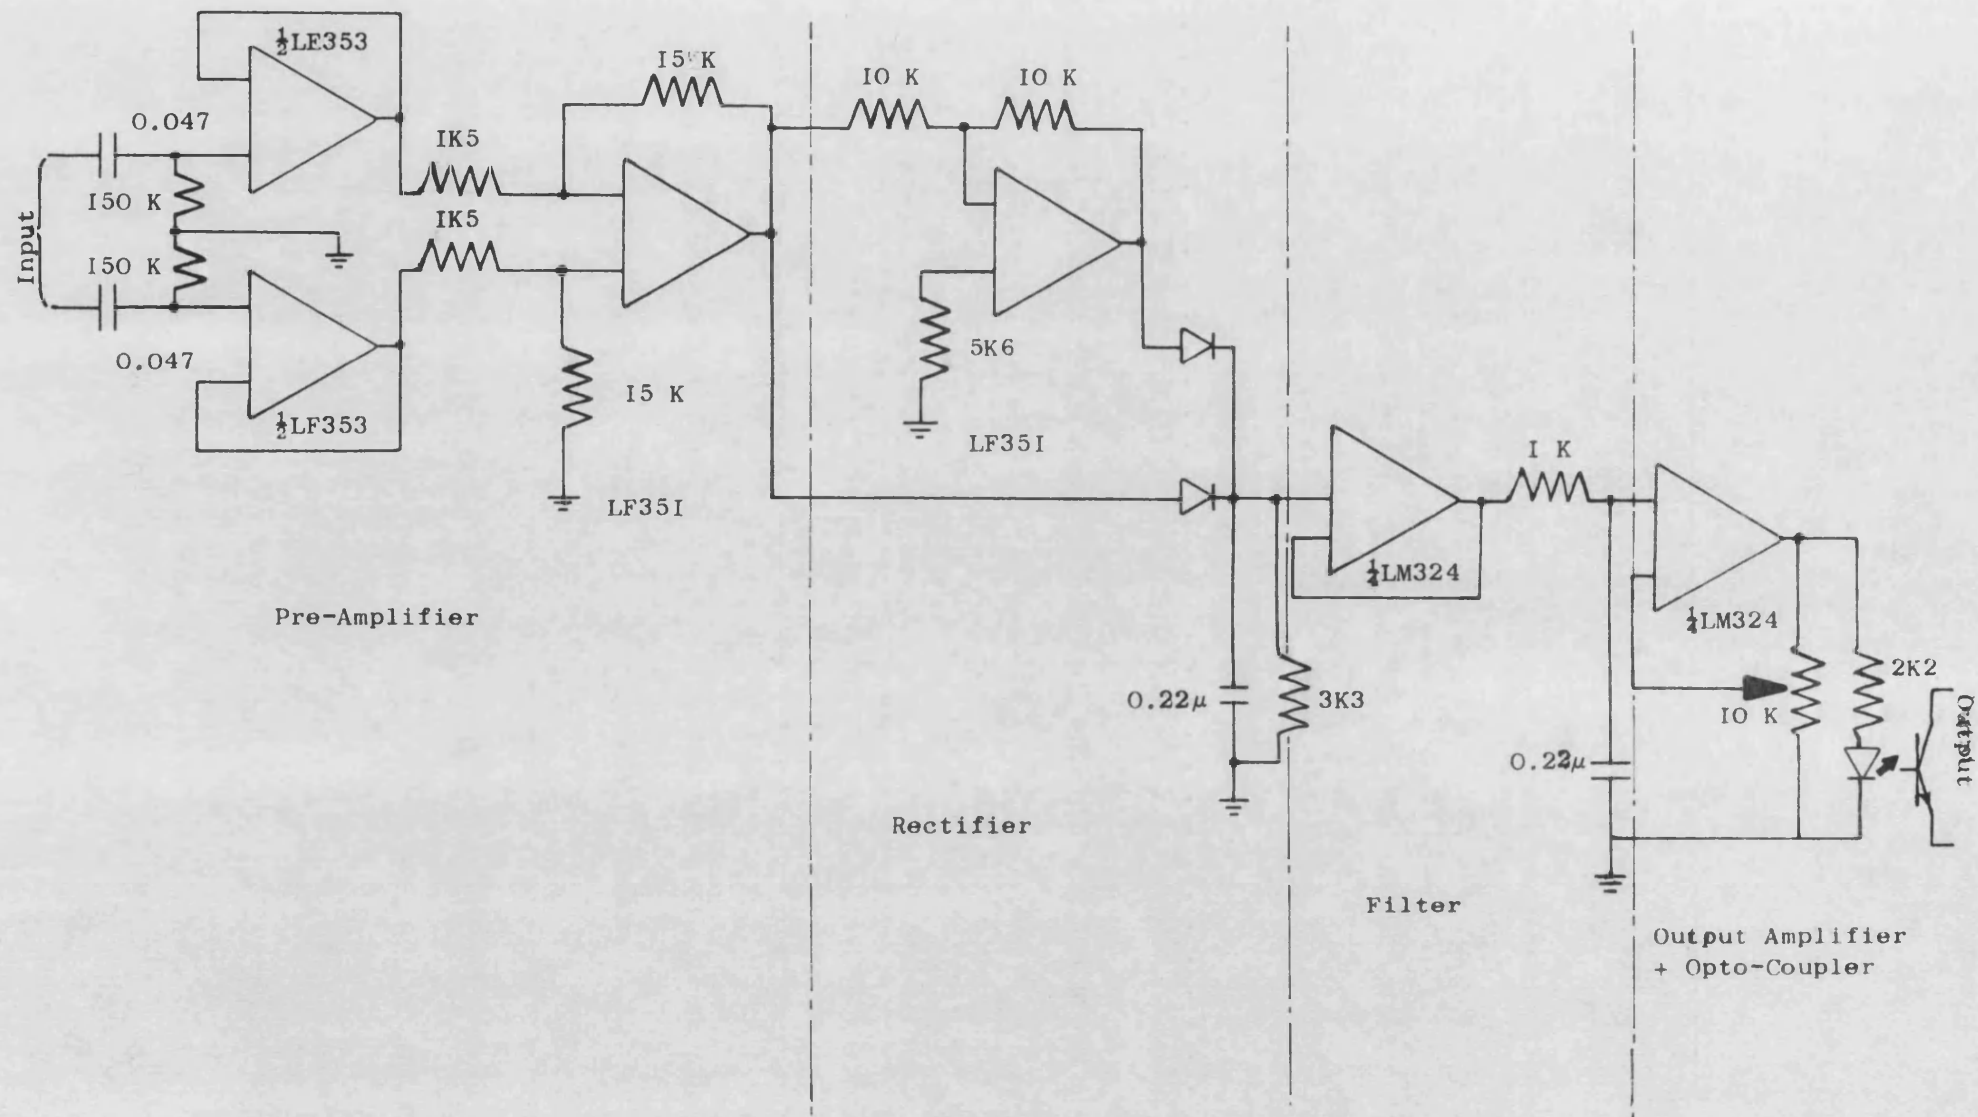 ½LE353
0.047
I50 K
I50 K
Input
0.047
½LF353
IK5
IK5
I5 K
I5 K
LF35I
Pre-Amplifier
IO K
IO K
5K6
LF35I
0.22μ
3K3
Rectifier
¼LM324
I K
0.22μ
Filter
¼LM324
IO K
2K2
Output
Output Amplifier
+ Opto-Coupler